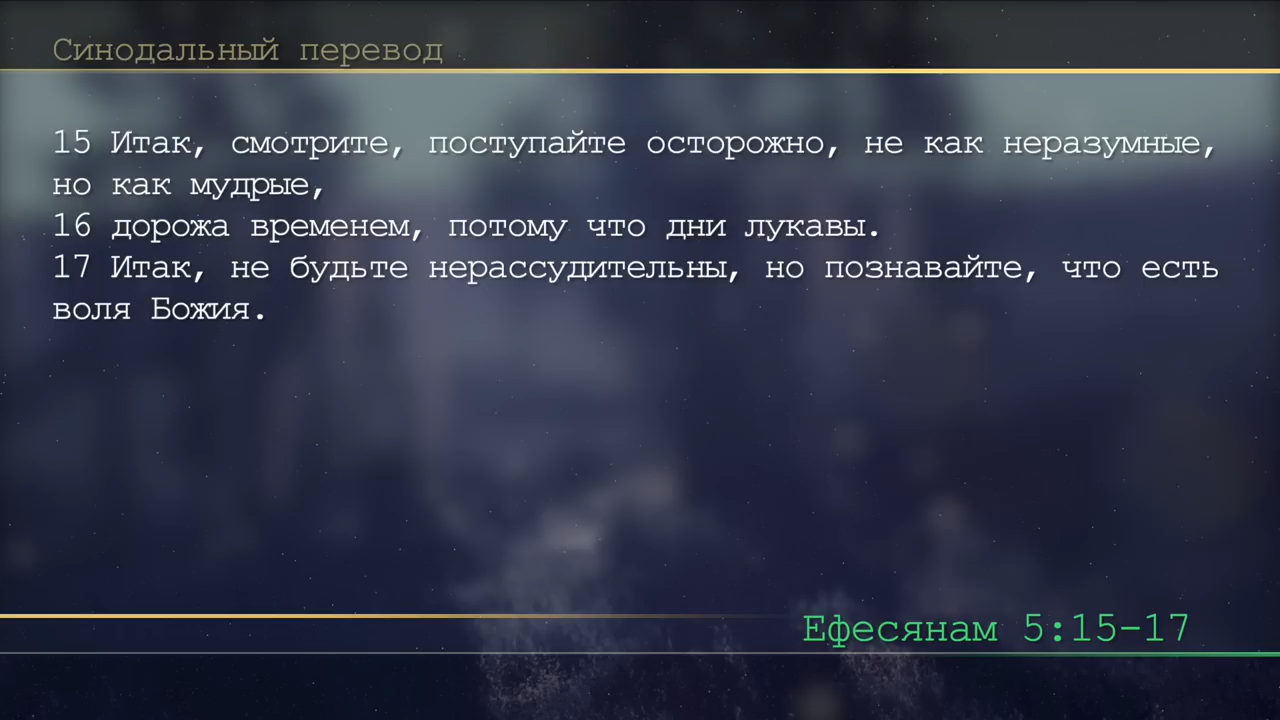 Синодальный перевод
15 Итак, смотрите, поступайте осторожно, не как неразумные,
но как мудрые,
16 дорожа временем, потому что дни лукавы.
17 Итак, не будьте нерассудительны, но познавайте, что есть
воля Божия.
Ефесянам 5:15-17